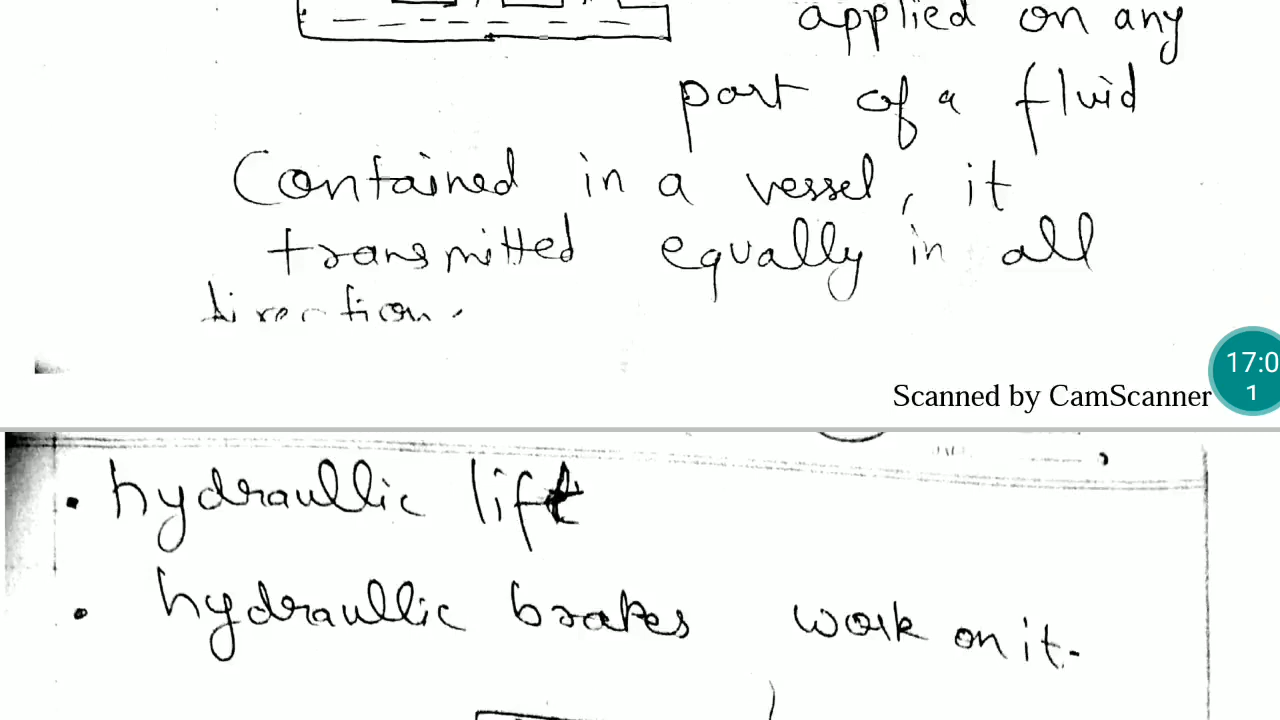 applied on any
part of a fluid
Contained in a vessel, it
transmitted equally in all
direction.
17:0
1
Scanned by CamScanner
• hydraullic lift
• hydraullic brakes work on it.